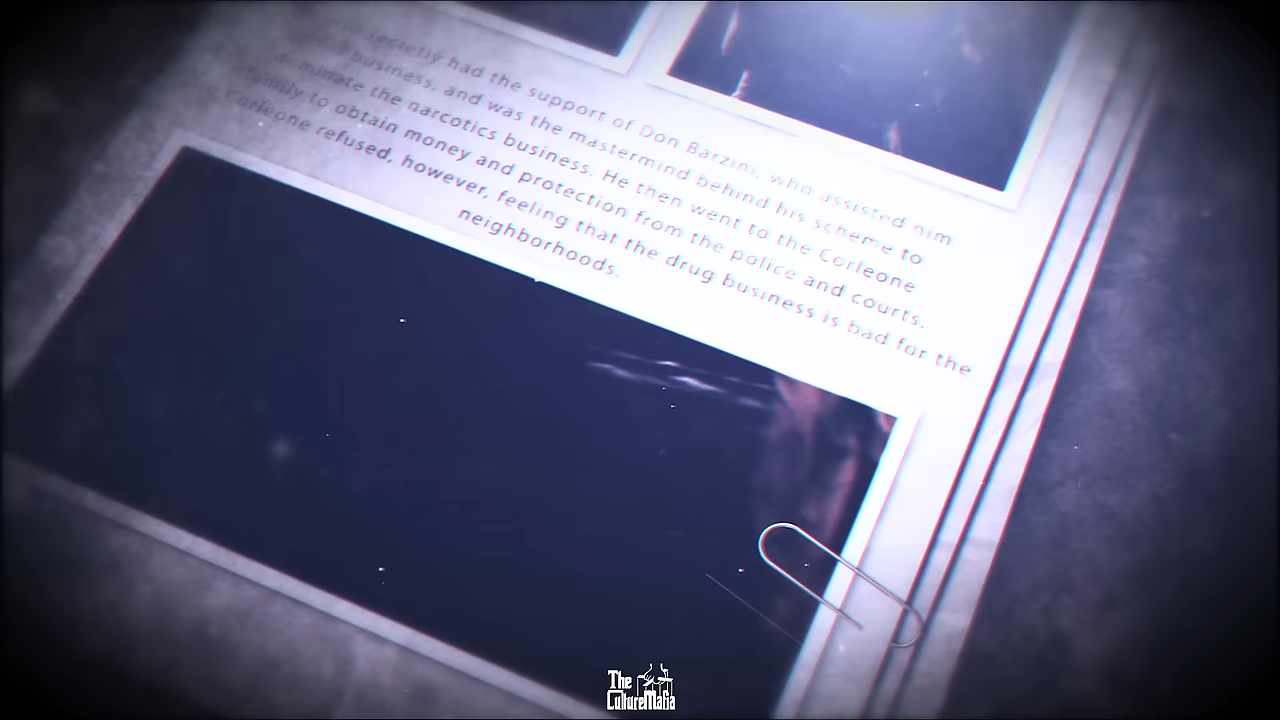 secretly had the support of Don Barzini, who assisted him
business, and was the mastermind behind his scheme to
dominate the narcotics business. He then went to the Corleone
family to obtain money and protection from the police and courts.
Corleone refused, however, feeling that the drug business is bad for the
neighborhoods.
The
CultureMafia